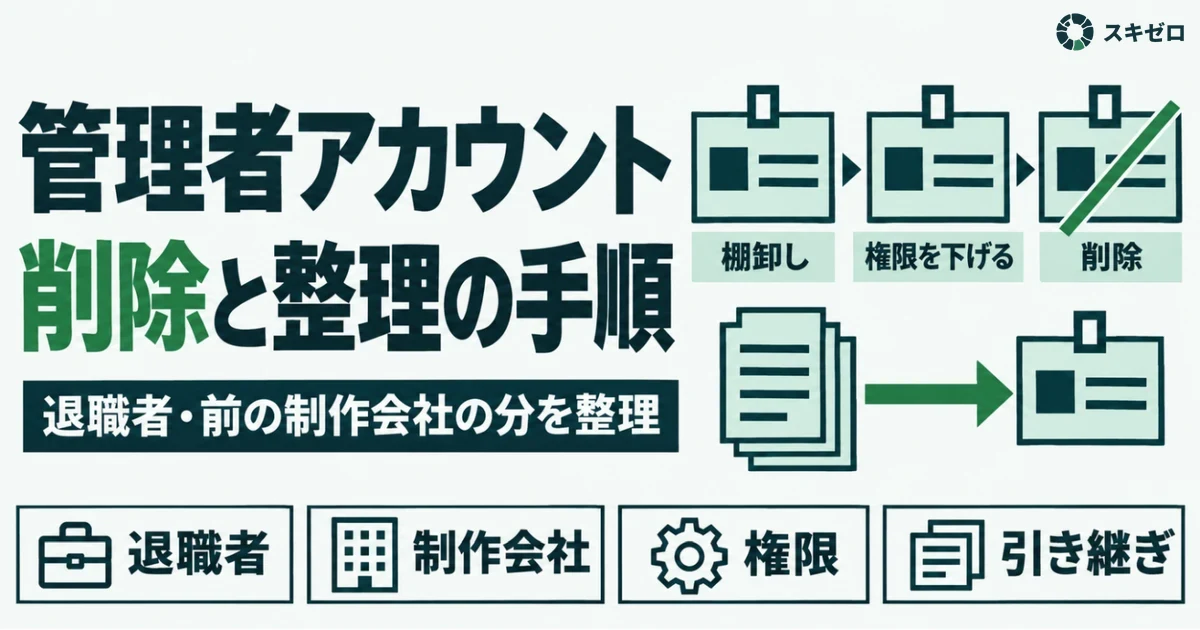 スキゼロ
管理者アカウント
削除と整理の手順
退職者・前の制作会社の分を整理
棚卸し
権限を下げる
削除
退職者
制作会社
権限
引き継ぎ